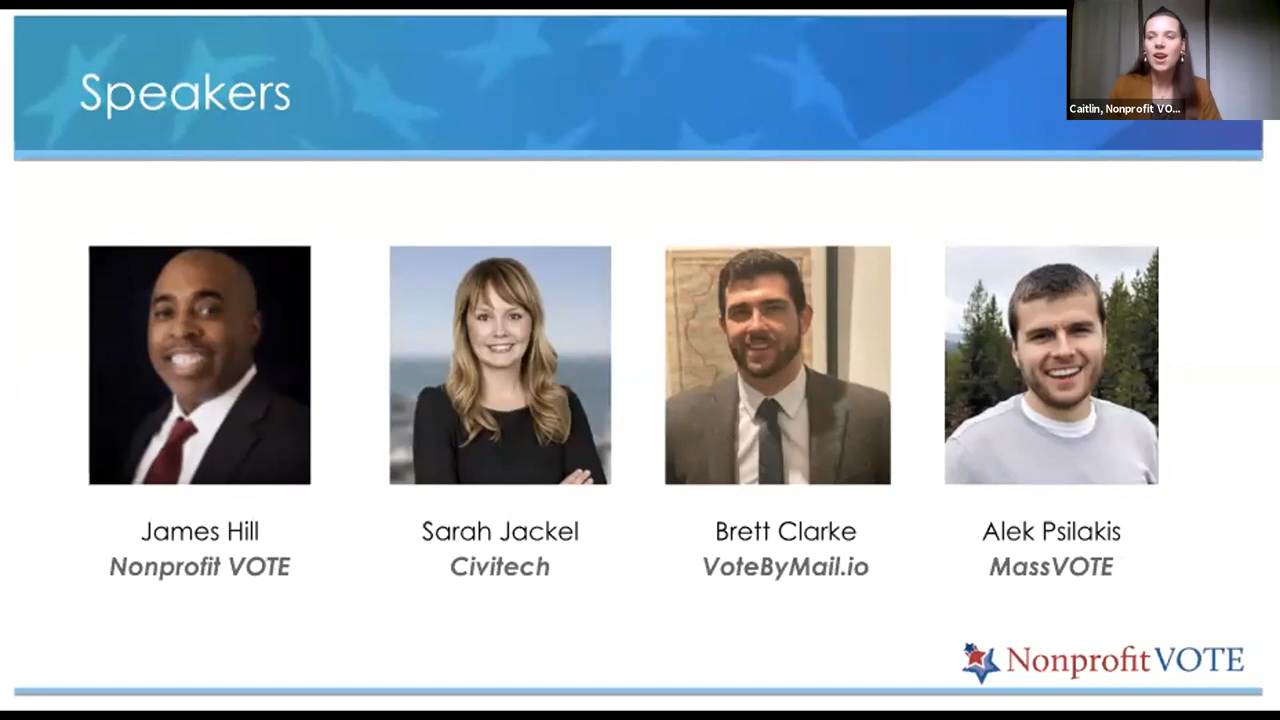 Speakers
Caitlin, Nonprofit VO...
James Hill
Nonprofit VOTE
Sarah Jackel
Civitech
Brett Clarke
VoteByMail.io
Alek Psilakis
MassVOTE
Nonprofit VOTE